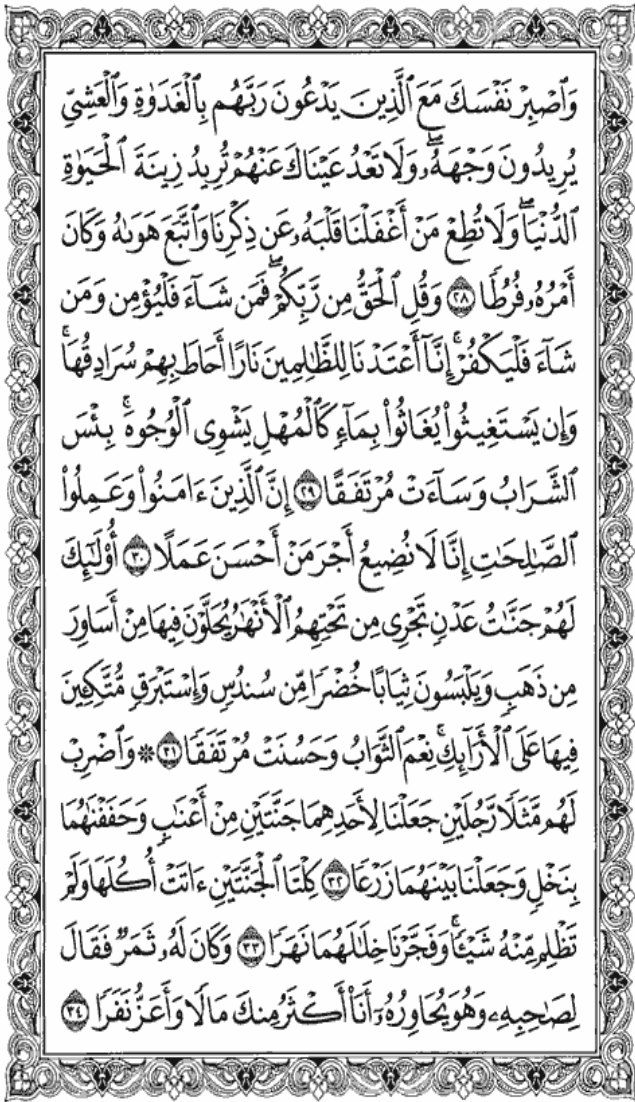 وَٱصۡبِرۡ نَفۡسَكَ مَعَ ٱلَّذِينَ يَدۡعُونَ رَبَّهُم بِٱلۡغَدَوٰةِ وَٱلۡعَشِيِّ
يُرِيدُونَ وَجۡهَهُۥۖ وَلَا تَعۡدُ عَيۡنَاكَ عَنۡهُمۡ تُرِيدُ زِينَةَ ٱلۡحَيَوٰةِ
ٱلدُّنۡيَاۖ وَلَا تُطِعۡ مَنۡ أَغۡفَلۡنَا قَلۡبَهُۥ عَن ذِكۡرِنَا وَٱتَّبَعَ هَوَىٰهُ وَكَانَ
أَمۡرُهُۥ فُرُطٗا ٢٨ وَقُلِ ٱلۡحَقُّ مِن رَّبِّكُمۡۖ فَمَن شَآءَ فَلۡيُؤۡمِن وَمَن
شَآءَ فَلۡيَكۡفُرۡۚ إِنَّآ أَعۡتَدۡنَا لِلظَّٰلِمِينَ نَارًا أَحَاطَ بِهِمۡ سُرَادِقُهَاۚ
وَإِن يَسۡتَغِيثُواْ يُغَاثُواْ بِمَآءٖ كَٱلۡمُهۡلِ يَشۡوِي ٱلۡوُجُوهَۚ بِئۡسَ
ٱلشَّرَابُ وَسَآءَتۡ مُرۡتَفَقًا ٢٩ إِنَّ ٱلَّذِينَ ءَامَنُواْ وَعَمِلُواْ
ٱلصَّٰلِحَٰتِ إِنَّا لَا نُضِيعُ أَجۡرَ مَنۡ أَحۡسَنَ عَمَلًا ٣٠ أُوْلَٰٓئِكَ
لَهُمۡ جَنَّٰتُ عَدۡنٖ تَجۡرِي مِن تَحۡتِهِمُ ٱلۡأَنۡهَٰرُ يُحَلَّوۡنَ فِيهَا مِنۡ أَسَاوِرَ
مِن ذَهَبٖ وَيَلۡبَسُونَ ثِيَابًا خُضۡرٗا مِّن سُندُسٖ وَإِسۡتَبۡرَقٖ مُّتَّكِـِٔينَ
فِيهَا عَلَى ٱلۡأَرَآئِكِۚ نِعۡمَ ٱلثَّوَابُ وَحَسُنَتۡ مُرۡتَفَقٗا ٣١ ۞ وَٱضۡرِبۡ
لَهُم مَّثَلٗا رَّجُلَيۡنِ جَعَلۡنَا لِأَحَدِهِمَا جَنَّتَيۡنِ مِنۡ أَعۡنَٰبٖ وَحَفَفۡنَٰهُمَا
بِنَخۡلٖ وَجَعَلۡنَا بَيۡنَهُمَا زَرۡعٗا ٣٢ كِلۡتَا ٱلۡجَنَّتَيۡنِ ءَاتَتۡ أُكُلَهَا وَلَمۡ
تَظۡلِم مِّنۡهُ شَيۡـٔٗاۚ وَفَجَّرۡنَا خِلَٰلَهُمَا نَهَرٗا ٣٣ وَكَانَ لَهُۥ ثَمَرٞ فَقَالَ
لِصَٰحِبِهِۦ وَهُوَ يُحَاوِرُهُۥٓ أَنَا۠ أَكۡثَرُ مِنكَ مَالٗا وَأَعَزُّ نَفَرٗا ٣٤